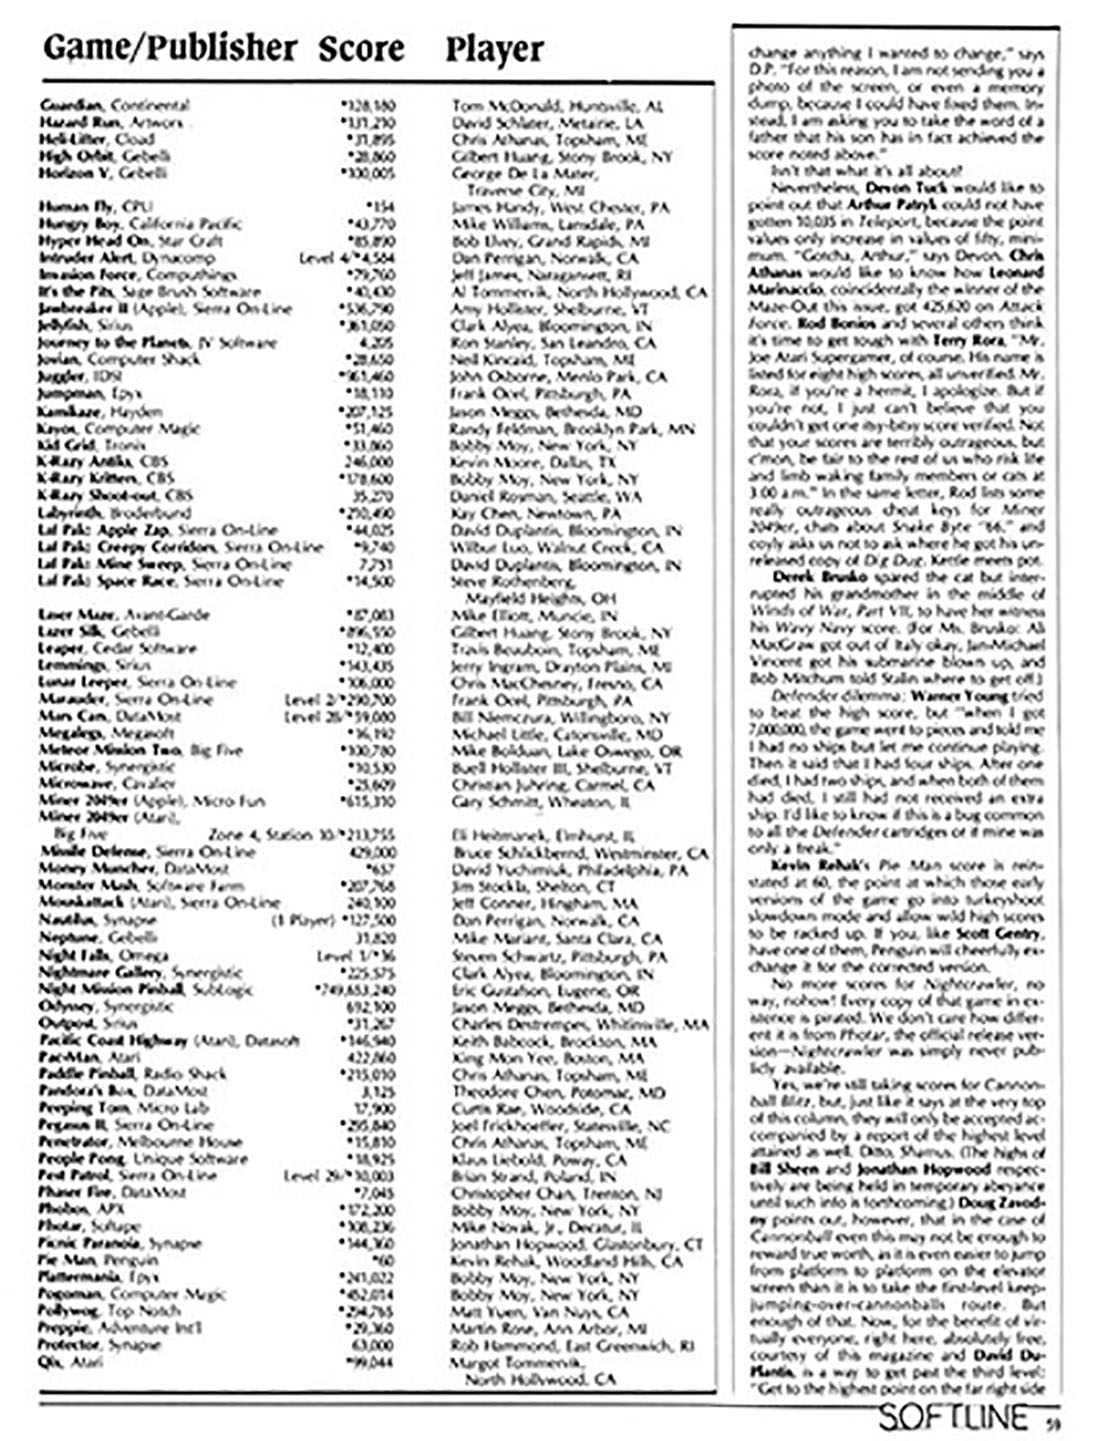 Game/Publisher Score Player
Guardian, Continental *128,180 Tom McDonald, Huntsville, AL
Hazard Run, Artworx *131,210 David Schlater, Metairie, LA
Heli-Lifter, Cload *31,895 Chris Athanas, Topsham, ME
High Orbit, Gebelli *28,860 Gilbert Huang, Stony Brook, NY
Horizon V, Gebelli *100,005 George De La Mater,
Traverse City, MI
Human Fly, CPU *154 James Handy, West Chester, PA
Hungry Boy, California Pacific *43,770 Mike Williams, Lansdale, PA
Hyper Head On, Star Craft *85,890 Bob Elvey, Grand Rapids, MI
Intruder Alert, Dynacomp Level 4/*4,584 Dan Perrigan, Norwalk, CA
Invasion Force, Computhings *79,760 Jeff James, Naragansett, RI
It's the Pits, Sage Brush Software *40,430 Al Tommervik, North Hollywood, CA
Jawbreaker II (Apple), Sierra On-Line *536,790 Amy Hollister, Shelburne, VT
Jellyfish, Sirius *361,050 Clark Alyea, Bloomington, IN
Journey to the Planets, JV Software 4,205 Ron Stanley, San Leandro, CA
Jovian, Computer Shack *28,650 Neil Kincaid, Topsham, ME
Juggler, IDSI *961,460 John Osborne, Menlo Park, CA
Jumpman, Epyx *18,110 Frank Ocel, Pittsburgh, PA
Kamikaze, Hayden *207,125 Jason Meggs, Bethesda, MD
Kayos, Computer Magic *51,460 Randy Feldman, Brooklyn Park, MN
Kid Grid, Tronix *33,860 Bobby Moy, New York, NY
K-Razy Antiks, CBS 246,000 Kevin Moore, Dallas, TX
K-Razy Kritters, CBS *178,600 Bobby Moy, New York, NY
K-Razy Shoot-out, CBS 35,270 Daniel Rosman, Seattle, WA
Labyrinth, Broderbund *210,490 Kay Chen, Newtown, PA
Laf Pak: Apple Zap, Sierra On-Line *44,025 David Duplantis, Bloomington, IN
Laf Pak: Creepy Corridors, Sierra On-Line *9,740 Wilbur Luo, Walnut Creek, CA
Laf Pak: Mine Sweep, Sierra On-Line 7,751 David Duplantis, Bloomington, IN
Laf Pak: Space Race, Sierra On-Line *14,500 Steve Rothenberg,
Mayfield Heights, OH
Laser Maze, Avant-Garde *87,083 Mike Elliott, Muncie, IN
Lazer Silk, Gebelli *896,550 Gilbert Huang, Stony Brook, NY
Leaper, Cedar Software *12,400 Travis Beauboin, Topsham, ME
Lemmings, Sirius *543,435 Jerry Ingram, Drayton Plains, MI
Lunar Leeper, Sierra On-Line *106,000 Chris MacChesney, Fresno, CA
Marauder, Sierra On-Line Level 2/*290,700 Frank Ocel, Pittsburgh, PA
Mars Cars, DataMost Level 28/*59,080 Bill Niemczura, Willingboro, NY
Megalegs, Megasoft *16,192 Michael Little, Catonsville, MD
Meteor Mission Two, Big Five *100,780 Mike Bolduan, Lake Oswego, OR
Microbe, Synergistic *10,530 Buell Hollister III, Shelburne, VT
Microwave, Cavalier *25,609 Christian Juhring, Carmel, CA
Miner 2049er (Apple), Micro Fun *615,310 Gary Schmitt, Wheaton, IL
Miner 2049er (Atari),
Big Five Zone 4, Station 10/*213,755 Eli Heitmanek, Elmhurst, IL
Missile Defense, Sierra On-Line 429,000 Bruce Schlickbernd, Westminster, CA
Money Muncher, DataMost *657 David Yuchimiuk, Philadelphia, PA
Monster Mash, Software Farm *207,768 Jim Stockla, Shelton, CT
Mouskattack (Atari), Sierra On-Line 240,100 Jeff Conner, Hingham, MA
Nautilus, Synapse (1 Player) *127,500 Dan Perrigan, Norwalk, CA
Neptune, Gebelli 31,820 Mike Mariant, Santa Clara, CA
Night Falls, Omega Level 1/*36 Steven Schwartz, Pittsburgh, PA
Nightmare Gallery, Synergistic *225,575 Clark Alyea, Bloomington, IN
Night Mission Pinball, SubLogic *749,653,240 Eric Gustafson, Eugene, OR
Odyssey, Synergistic 692,100 Jason Meggs, Bethesda, MD
Outpost, Sirius *31,267 Charles Destrempes, Whitinsville, MA
Pacific Coast Highway (Atari), Datasoft *146,940 Keith Babcock, Brockton, MA
Pac-Man, Atari 422,860 King Mon Yee, Boston, MA
Paddle Pinball, Radio Shack *215,010 Chris Athanas, Topsham, ME
Pandora's Box, DataMost 3,125 Theodore Chen, Potomac, MD
Peeping Tom, Micro Lab 17,900 Curtis Rae, Woodside, CA
Pegasus II, Sierra On-Line *295,840 Joel Frickhoeffer, Statesville, NC
Penetrator, Melbourne House *15,810 Chris Athanas, Topsham, ME
People Pong, Unique Software *18,925 Klaus Liebold, Poway, CA
Pest Patrol, Sierra On-Line Level 29/*10,003 Brian Strand, Poland, IN
Phaser Fire, DataMost *7,045 Christopher Chan, Trenton, NJ
Phobos, APX *172,200 Bobby Moy, New York, NY
Photar, Softape *108,236 Mike Novak, Jr., Decatur, IL
Picnic Paranoia, Synapse *144,360 Jonathan Hopwood, Glastonbury, CT
Pie Man, Penguin *60 Kevin Rehak, Woodland Hills, CA
Plattermania, Epyx *241,022 Bobby Moy, New York, NY
Pogoman, Computer Magic *452,014 Bobby Moy, New York, NY
Pollywog, Top Notch *294,765 Matt Yuen, Van Nuys, CA
Preppie, Adventure Int'l *29,360 Martin Rose, Ann Arbor, MI
Protector, Synapse 63,000 Rob Hammond, East Greenwich, RI
Qix, Atari *99,044 Margot Tommervik,
North Hollywood, CA
change anything I wanted to change," says
D.P. "For this reason, I am not sending you a
photo of the screen, or even a memory
dump, because I could have fixed them. In-
stead, I am asking you to take the word of a
father that his son has in fact achieved the
score noted above."
Isn't that what it's all about?
Nevertheless, Devon Tuck would like to
point out that Arthur Patryk could not have
gotten 10,035 in Teleport, because the point
values only increase in values of fifty, mini-
mum. "Gotcha, Arthur," says Devon. Chris
Athanas would like to know how Leonard
Marinaccio, coincidentally the winner of the
Maze-Out this issue, got 425,620 on Attack
Force. Rod Bonios and several others think
it's time to get tough with Terry Rora, "Mr.
Joe Atari Supergamer, of course. His name is
listed for eight high scores, all unverified. Mr.
Rora, if you're a hermit, I apologize. But if
you're not, I just can't believe that you
couldn't get one itsy-bitsy score verified. Not
that your scores are terribly outrageous, but
c'mon, be fair to the rest of us who risk life
and limb waking family members or cats at
3:00 a.m." In the same letter, Rod lists some
really outrageous cheat keys for Miner
2049er, chats about Snake Byte "66," and
coyly asks us not to ask where he got his un-
released copy of Dig Dug. Kettle meets pot.
Derek Brusko spared the cat but inter-
rupted his grandmother in the middle of
Winds of War, Part VII, to have her witness
his Wavy Navy score. (For Ms. Brusko: Ali
MacGraw got out of Italy okay, Jan-Michael
Vincent got his submarine blown up, and
Bob Mitchum told Stalin where to get off.)
Defender dilemma: Warner Young tried
to beat the high score, but "when I got
7,000,000, the game went to pieces and told me
I had no ships but let me continue playing.
Then it said that I had four ships. After one
died, I had two ships, and when both of them
had died, I still had not received an extra
ship. I'd like to know if this is a bug common
to all the Defender cartridges or if mine was
only a freak."
Kevin Rehak's Pie Man score is rein-
stated at 60, the point at which those early
versions of the game go into turkeyshoot
slowdown mode and allow wild high scores
to be racked up. If you, like Scott Gentry,
have one of them, Penguin will cheerfully ex-
change it for the corrected version.
No more scores for Nightcrawler, no
way, nohow! Every copy of that game in ex-
istence is pirated. We don't care how differ-
ent it is from Photar, the official release ver-
sion—Nightcrawler was simply never pub-
licly available.
Yes, we're still taking scores for Cannon-
ball Blitz, but, just like it says at the very top
of this column, they will only be accepted ac-
companied by a report of the highest level
attained as well. Ditto, Shamus. (The highs of
Bill Sheen and Jonathan Hopwood respec-
tively are being held in temporary abeyance
until such info is forthcoming.) Doug Zavod-
ny points out, however, that in the case of
Cannonball even this may not be enough to
reward true worth, as it is even easier to jump
from platform to platform on the elevator
screen than it is to take the first-level keep-
jumping-over-cannonballs route. But
enough of that. Now, for the benefit of vir-
tually everyone, right here, absolutely free,
courtesy of this magazine and David Du-
Plantis, is a way to get past the third level:
"Get to the highest point on the far right side
SOFTLINE 59